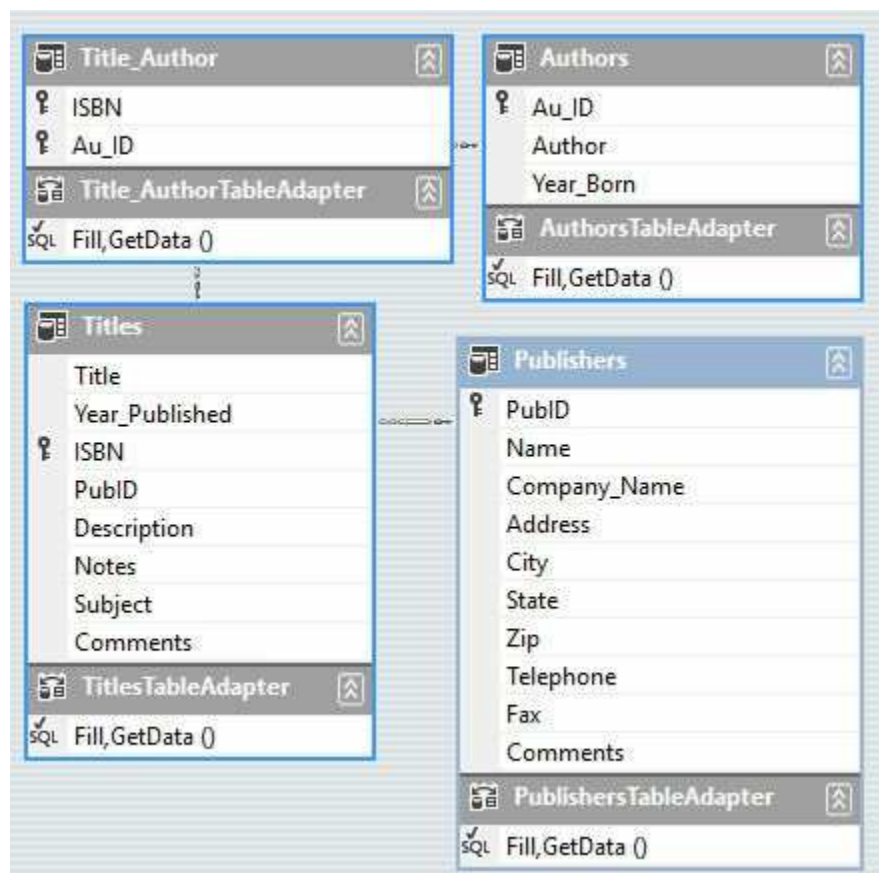 Title_Author
ISBN
Au_ID
Title_AuthorTableAdapter
SQL Fill,GetData ()
Authors
Au_ID
Author
Year_Born
AuthorsTableAdapter
SQL Fill,GetData ()
Titles
Title
Year_Published
ISBN
PubID
Description
Notes
Subject
Comments
TitlesTableAdapter
SQL Fill,GetData ()
Publishers
PubID
Name
Company_Name
Address
City
State
Zip
Telephone
Fax
Comments
PublishersTableAdapter
SQL Fill,GetData ()